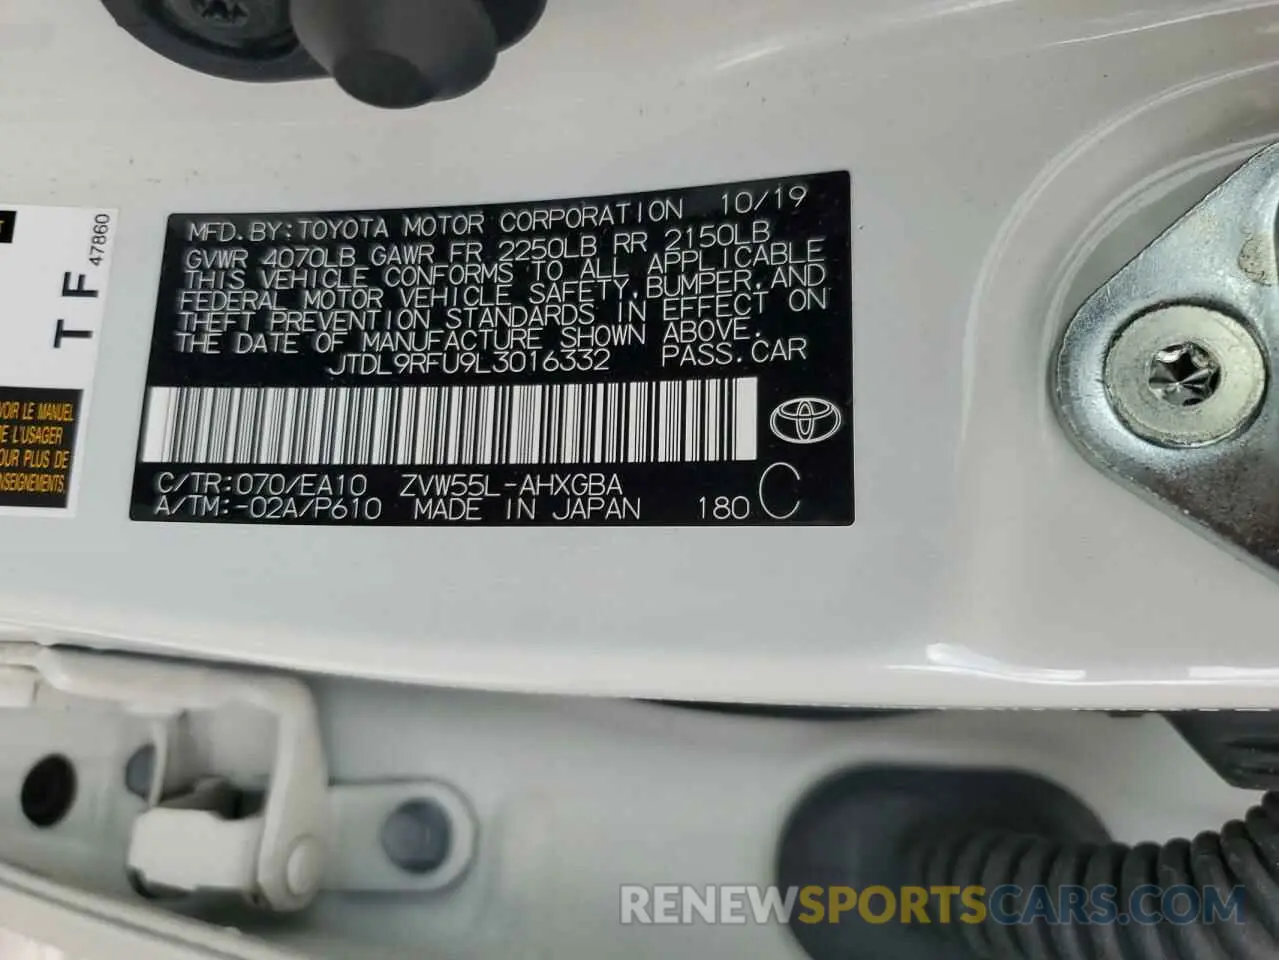 MFD. BY: TOYOTA MOTOR CORPORATION 10/19
GVWR 4070LB GAWR FR 2250LB RR 2150LB
THIS VEHICLE CONFORMS TO ALL APPLICABLE
FEDERAL MOTOR VEHICLE SAFETY, BUMPER, AND
THEFT PREVENTION STANDARDS IN EFFECT ON
THE DATE OF MANUFACTURE SHOWN ABOVE.
JTDL9RFU9L3016332 PASS. CAR
C/TR: 070/EA10 ZVW55L-AHXGBA
A/TM: -02A/P610 MADE IN JAPAN 180 C
T F 47860
VOIR LE MANUEL
DE L'USAGER
POUR PLUS DE
RENSEIGNEMENTS
RENEWSPORTSCARS.COM